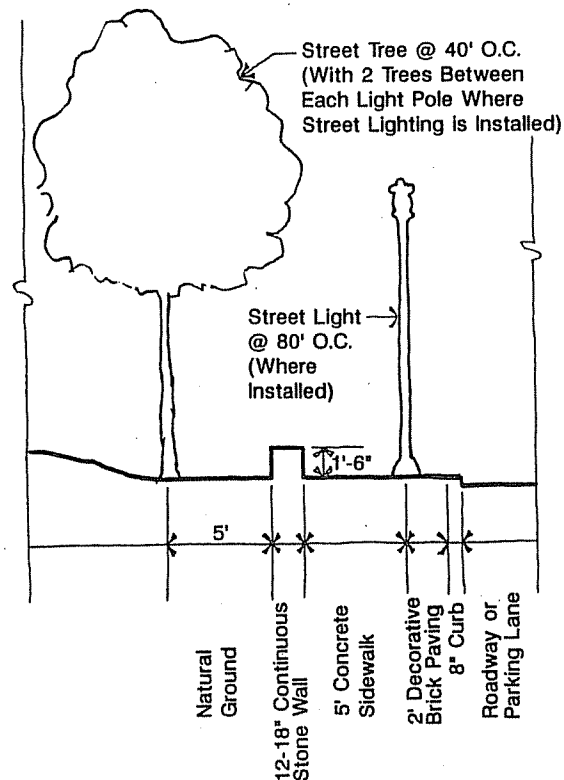 Street Tree @ 40' O.C.
(With 2 Trees Between
Each Light Pole Where
Street Lighting is Installed)
Street Light
@ 80' O.C.
(Where
Installed)
1'-6"
5'
Natural
Ground
12-18" Continuous
Stone Wall
5' Concrete
Sidewalk
2' Decorative
Brick Paving
8" Curb
Roadway or
Parking Lane